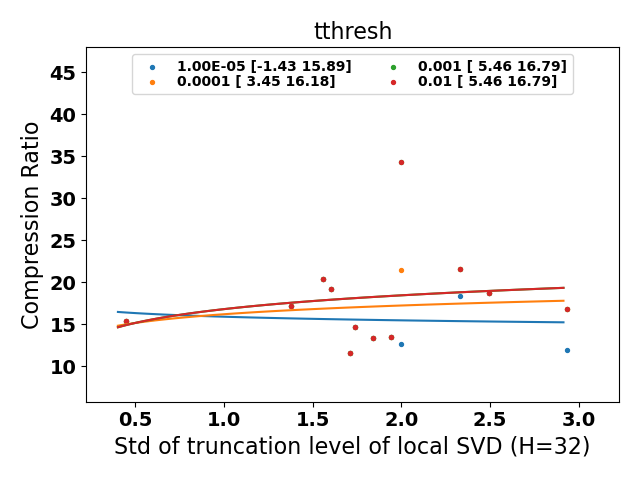 tthresh
1.00E-05 [-1.43 15.89]
0.0001 [ 3.45 16.18]
0.001 [ 5.46 16.79]
0.01 [ 5.46 16.79]
Compression Ratio
45
40
35
30
25
20
15
10
0.5 1.0 1.5 2.0 2.5 3.0
Std of truncation level of local SVD (H=32)